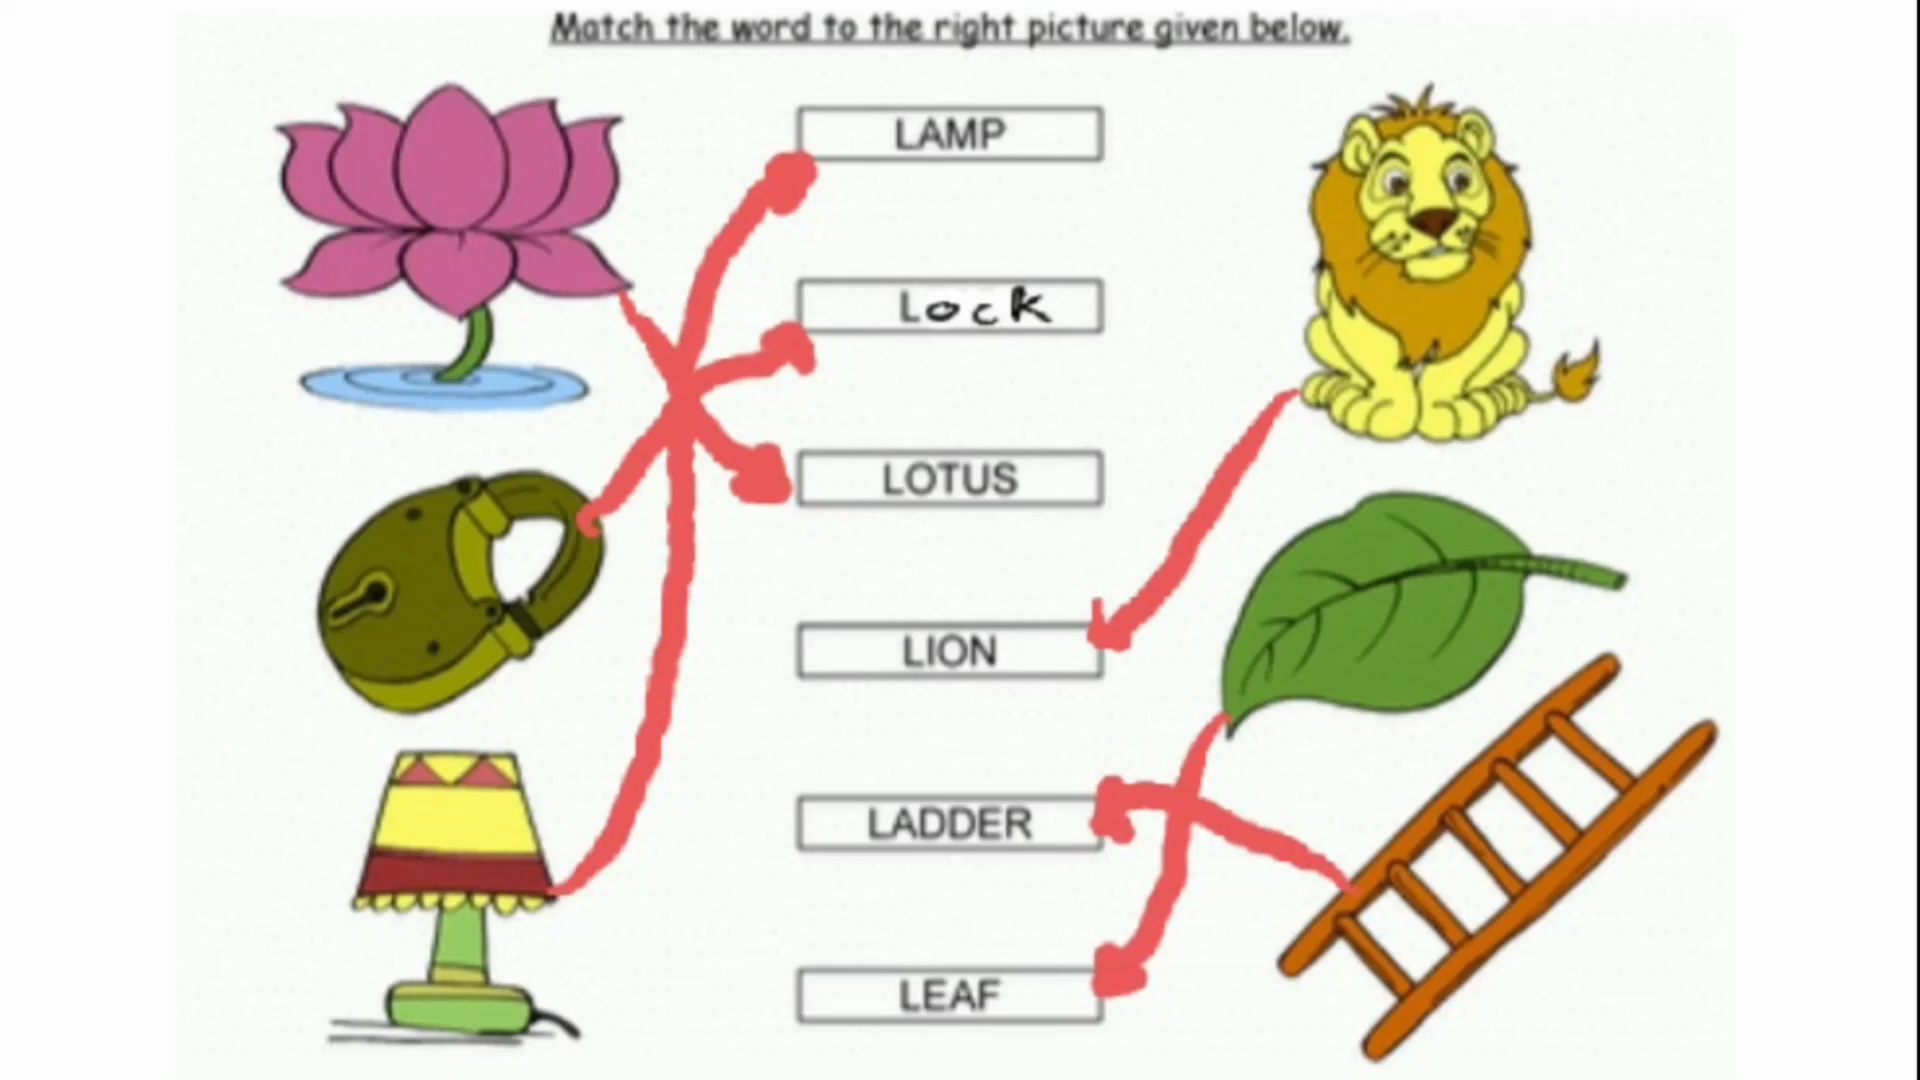 Match the word to the right picture given below.
LAMP
Lock
LOTUS
LION
LADDER
LEAF